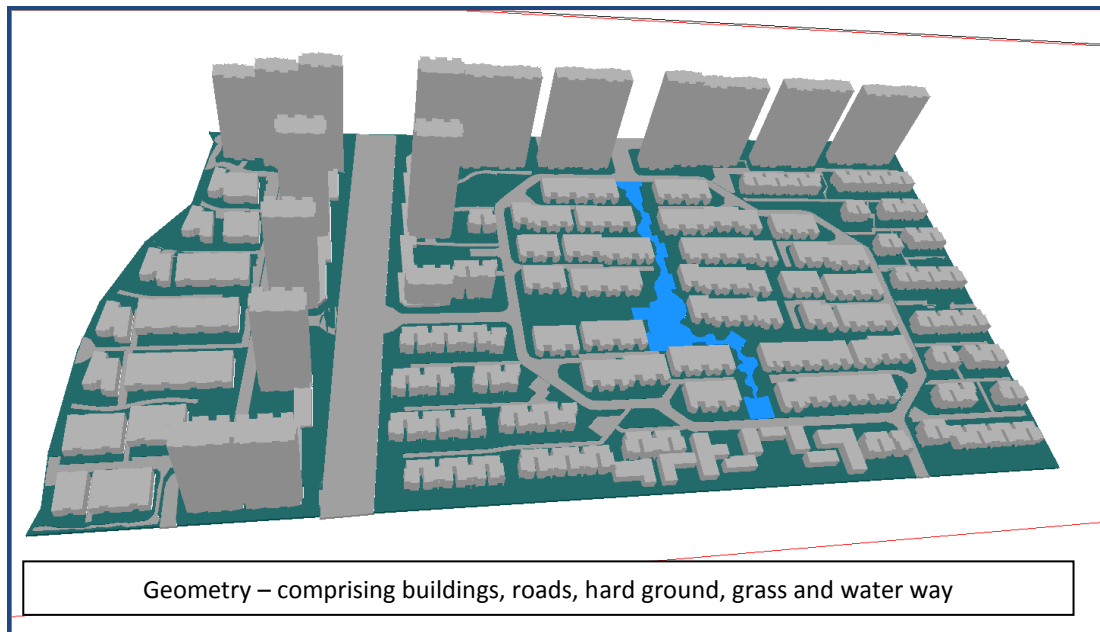 Geometry – comprising buildings, roads, hard ground, grass and water way